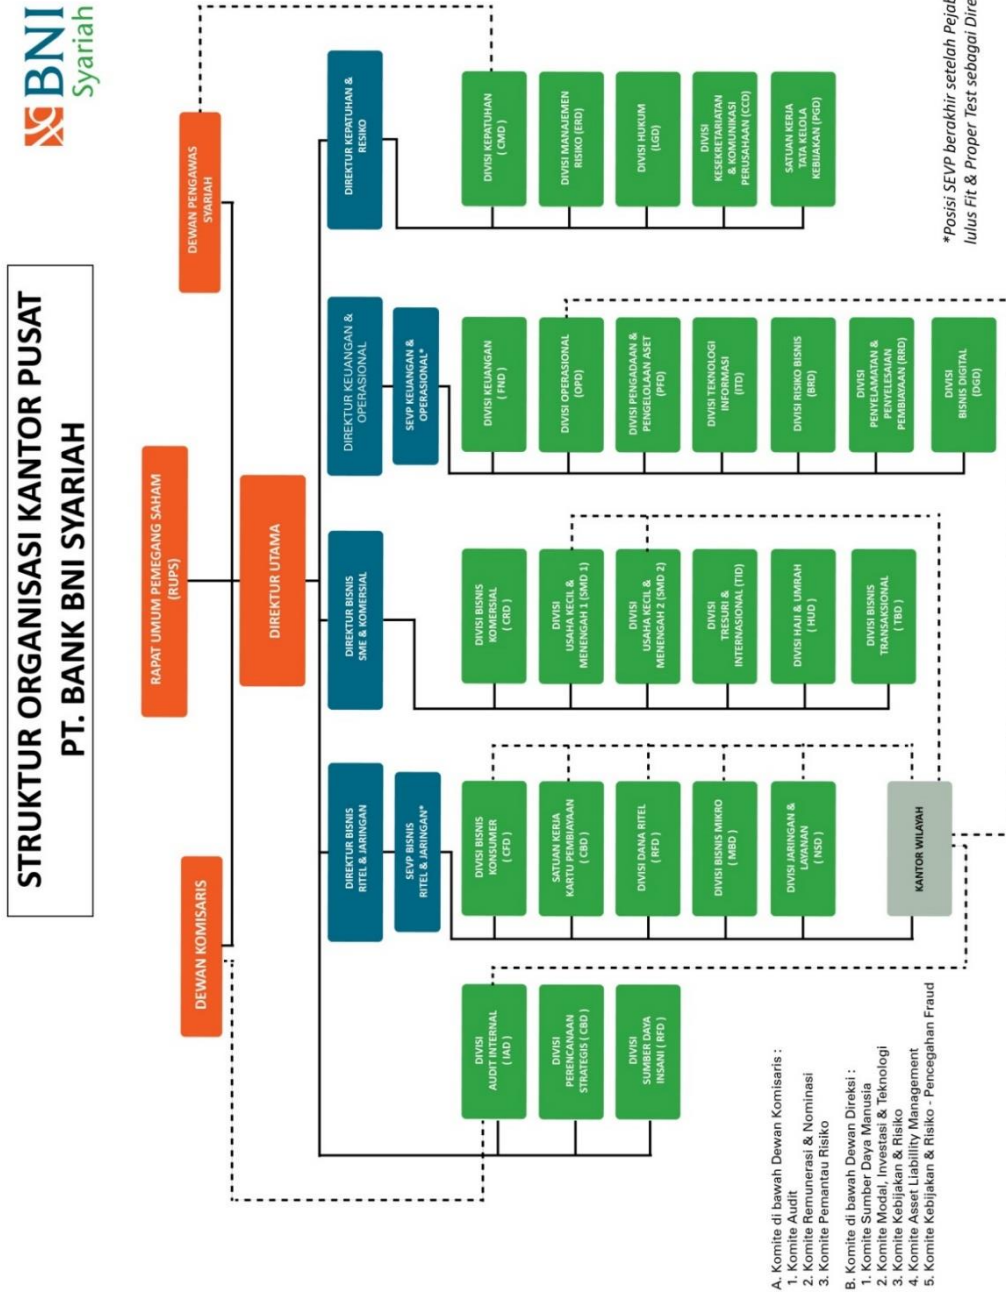 STRUKTUR ORGANISASI KANTOR PUSAT
PT. BANK BNI SYARIAH
BNI
Syariah
RAPAT UMUM PEMEGANG SAHAM
(RUPS)
DEWAN KOMISARIS
DEWAN PENGAWAS
SYARIAH
DIREKTUR UTAMA
DIREKTUR BISNIS
RITEL & JARINGAN
SEVP BISNIS
RITEL & JARINGAN*
DIREKTUR BISNIS
SME & KOMERSIAL
DIREKTUR KEUANGAN &
OPERASIONAL
SEVP KEUANGAN &
OPERASIONAL*
DIREKTUR KEPATUHAN &
RESIKO
DIVISI
AUDIT INTERNAL
( IAD )
DIVISI
PERENCANAAN
STRATEGIS ( CBD )
DIVISI
SUMBER DAYA
INSANI ( RFD )
DIVISI BISNIS
KONSUMER
( CFD )
SATUAN KERJA
KARTU PEMBIAYAAN
( CBD )
DIVISI DANA RITEL
( RFD )
DIVISI BISNIS MIKRO
( MBD )
DIVISI JARINGAN &
LAYANAN
( NSD )
KANTOR WILAYAH
DIVISI BISNIS
KOMERSIAL
( CRD )
DIVISI
USAHA KECIL &
MENENGAH 1 (SMD 1)
DIVISI
USAHA KECIL &
MENENGAH 2 (SMD 2)
DIVISI
TRESURI &
INTERNASIONAL (TID)
DIVISI HAJI & UMRAH
( HUD )
DIVISI BISNIS
TRANSAKSIONAL
( TBD )
DIVISI KEUANGAN
( FND )
DIVISI OPERASIONAL
(OPD)
DIVISI PENGADAAN &
PENGELOLAAN ASET
(PFD)
DIVISI TEKNOLOGI
INFORMASI
(ITD)
DIVISI RISIKO BISNIS
(BRD)
DIVISI
PENYELAMATAN &
PENYELESAIAN
PEMBIAYAAN (RRD)
DIVISI
BISNIS DIGITAL
(DGD)
DIVISI KEPATUHAN
( CMD )
DIVISI MANAJEMEN
RISIKO (ERD)
DIVISI HUKUM
(LGD)
DIVISI
KESEKRETARIATAN
& KOMUNIKASI
PERUSAHAAN (CCD)
SATUAN KERJA
TATA KELOLA
KEBIJAKAN (PGD)
A. Komite di bawah Dewan Komisaris :
1. Komite Audit
2. Komite Remunerasi & Nominasi
3. Komite Pemantau Risiko
B. Komite di bawah Dewan Direksi :
1. Komite Sumber Daya Manusia
2. Komite Modal, Investasi & Teknologi
3. Komite Kebijakan & Risiko
4. Komite Asset Liabillity Management
5. Komite Kebijakan & Risiko - Pencegahan Fraud
*Posisi SEVP berakhir setelah Pejab
lulus Fit & Proper Test sebagai Dire